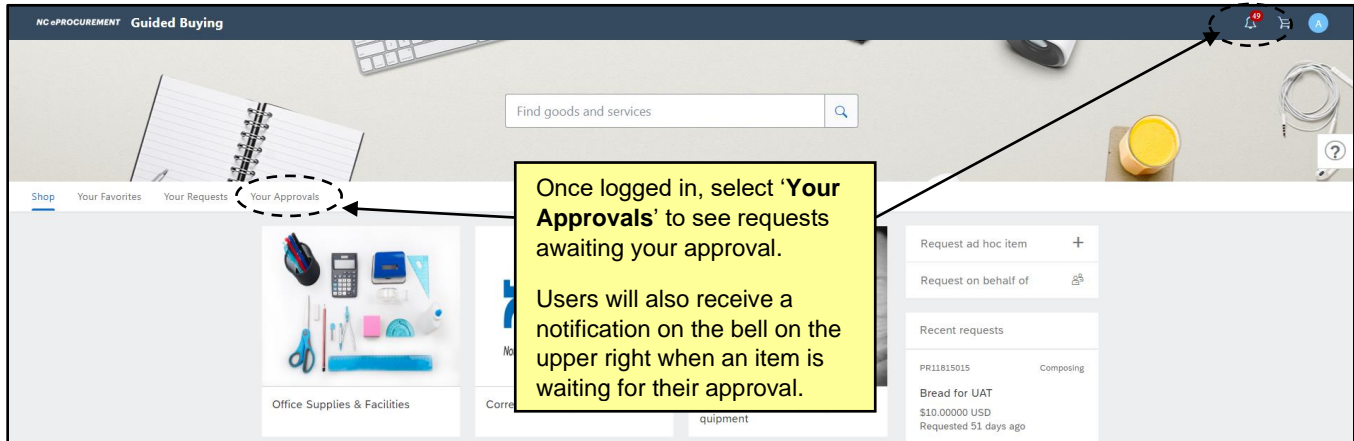 NC ePROCUREMENT Guided Buying
49
A
Find goods and services
?
Shop Your Favorites Your Requests Your Approvals
Once logged in, select ‘Your
Approvals’ to see requests
awaiting your approval.
Users will also receive a
notification on the bell on the
upper right when an item is
waiting for their approval.
Request ad hoc item +
Request on behalf of
Recent requests
PR11815015 Composing
Bread for UAT
$10.00000 USD
Requested 51 days ago
Office Supplies & Facilities
quipment